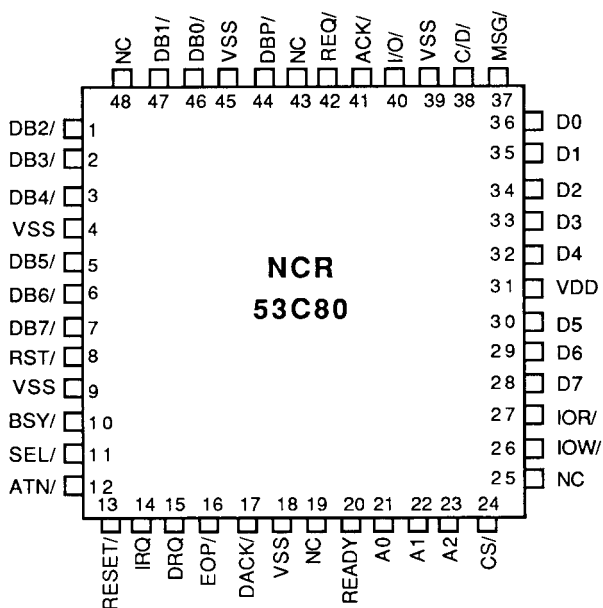 NC DB1/ DB0/ VSS DBP/ NC REQ/ ACK/ I/O/ VSS C/D/ MSG/
48 47 46 45 44 43 42 41 40 39 38 37
DB2/ 1 36 D0
DB3/ 2 35 D1
DB4/ 3 34 D2
VSS 4 33 D3
DB5/ 5 32 D4
NCR
53C80
31 VDD
DB6/ 6
DB7/ 7 30 D5
RST/ 8 29 D6
VSS 9 28 D7
BSY/ 10 27 IOR/
SEL/ 11 26 IOW/
ATN/ 12 25 NC
13 14 15 16 17 18 19 20 21 22 23 24
RESET/ IRQ DRQ EOP/ DACK/ VSS NC READY A0 A1 A2 CS/